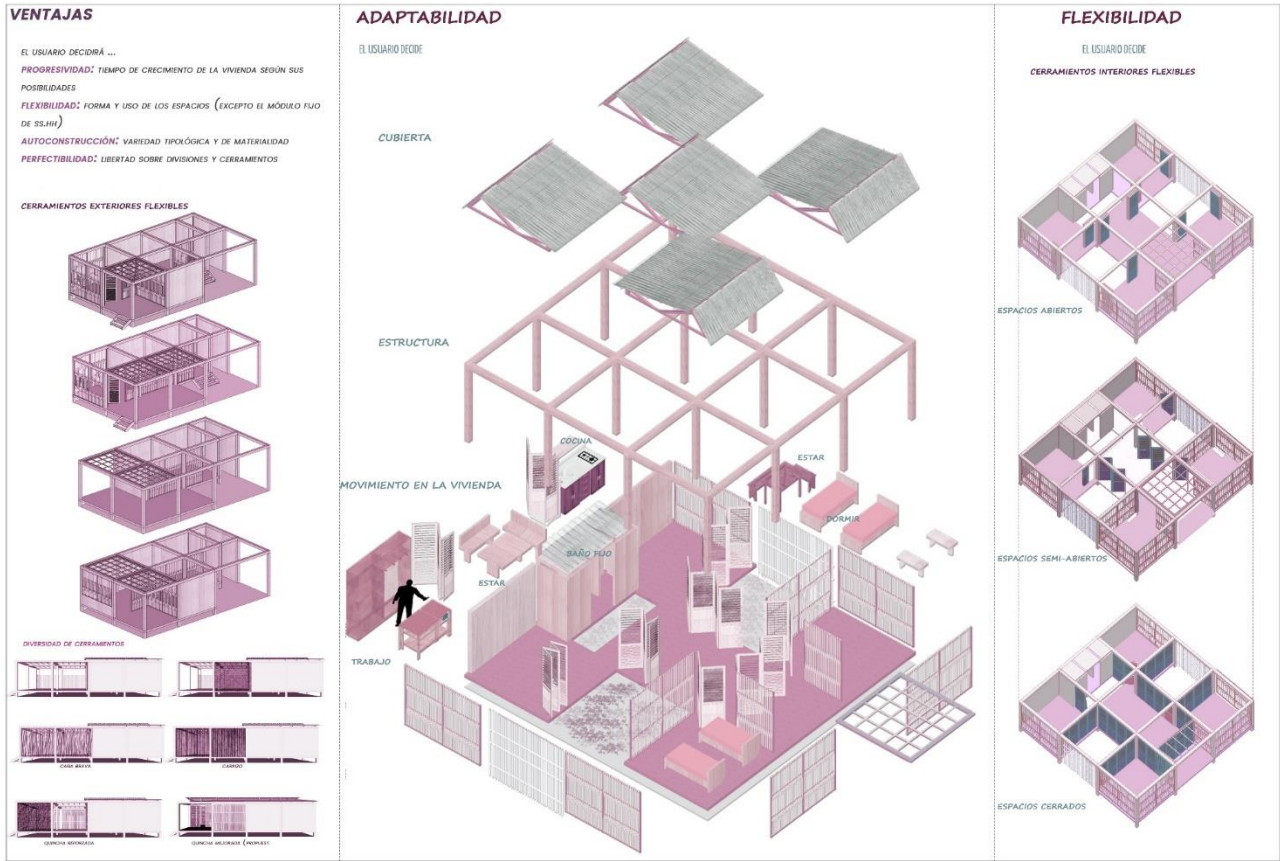 VENTAJAS
EL USUARIO DECIDIRÁ ...
PROGRESIVIDAD: TIEMPO DE CRECIMIENTO DE LA VIVIENDA SEGÚN SUS
POSIBILIDADES
FLEXIBILIDAD: FORMA Y USO DE LOS ESPACIOS (EXCEPTO EL MÓDULO FIJO
DE SS.HH)
AUTOCONSTRUCCIÓN: VARIEDAD TIPOLÓGICA Y DE MATERIALIDAD
PERFECTIBILIDAD: LIBERTAD SOBRE DIVISIONES Y CERRAMIENTOS
CERRAMIENTOS EXTERIORES FLEXIBLES
DIVERSIDAD DE CERRAMIENTOS
CAÑA BRAVA
CARRIZO
QUINCHA REFORZADA
QUINCHA MEJORADA
ADAPTABILIDAD
EL USUARIO DECIDE
CUBIERTA
ESTRUCTURA
COCINA
ESTAR
MOVIMIENTO EN LA VIVIENDA
DORMIR
BAÑO FIJO
ESTAR
TRABAJO
FLEXIBILIDAD
EL USUARIO DECIDE
CERRAMIENTOS INTERIORES FLEXIBLES
ESPACIOS ABIERTOS
ESPACIOS SEMI-ABIERTOS
ESPACIOS CERRADOS